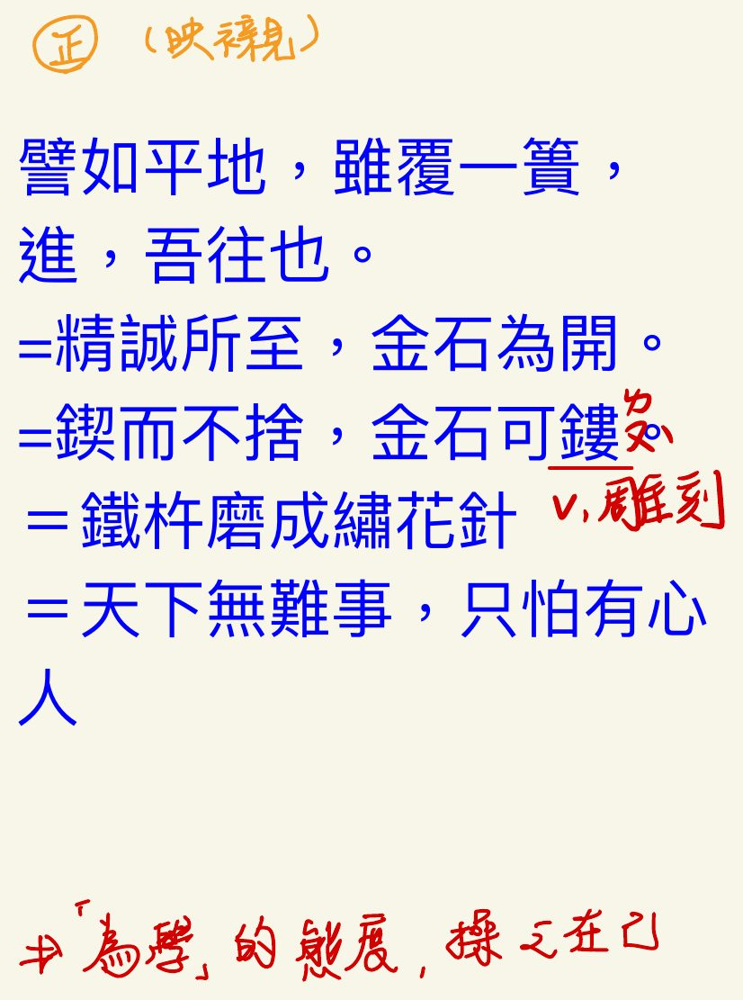 正 (映襯)
譬如平地，雖覆一簣，
進，吾往也。
=精誠所至，金石為開。
=鍥而不捨，金石可鏤。ㄌㄡˋ
v. 雕刻
＝鐵杵磨成繡花針
＝天下無難事，只怕有心
人
→「為學」的態度，操之在己